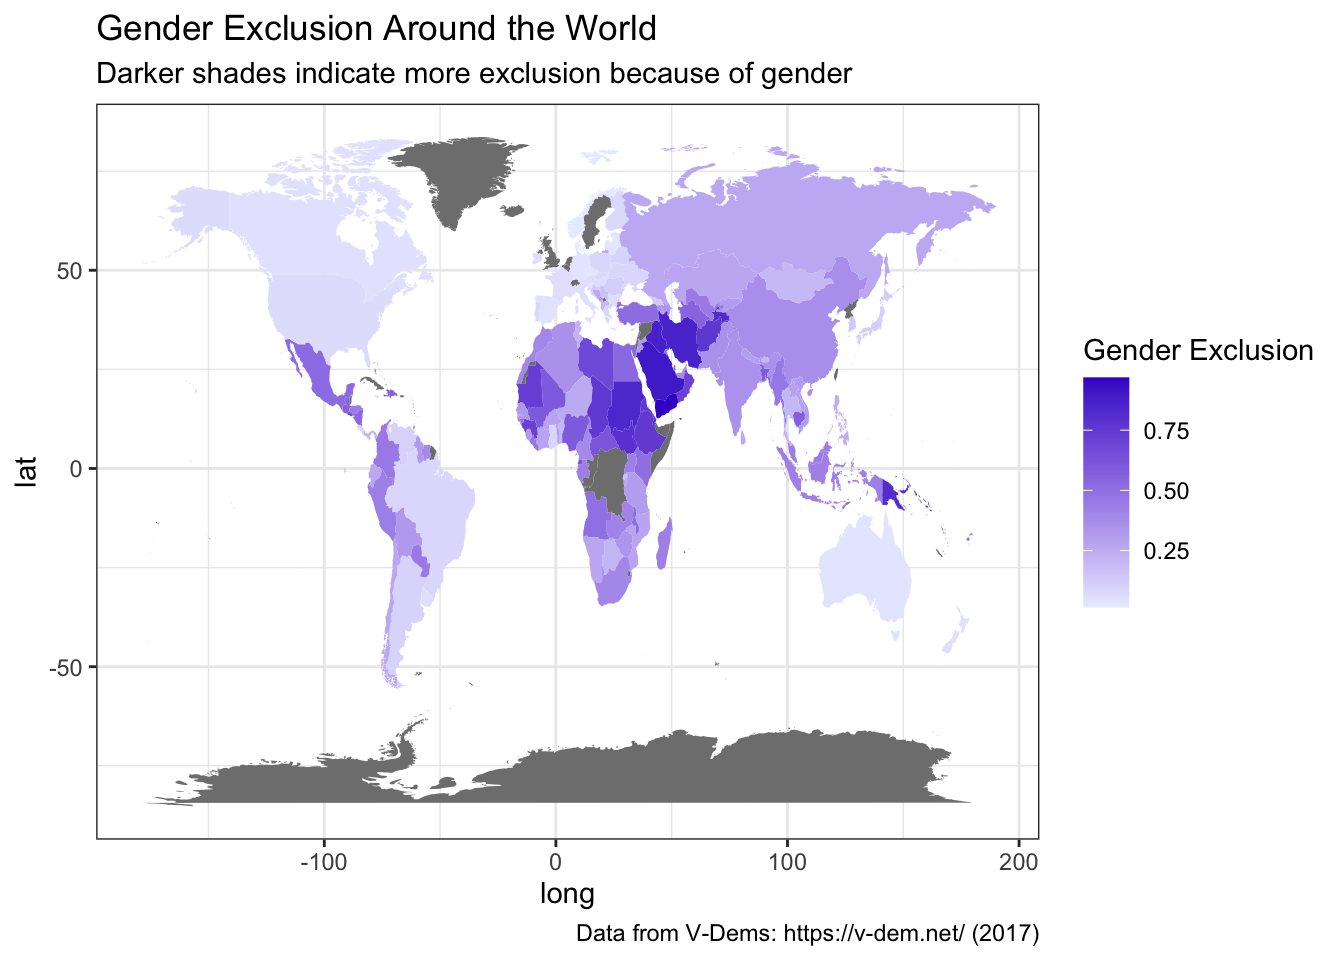 Gender Exclusion Around the World
Darker shades indicate more exclusion because of gender
50
0
-50
lat
-100
0
100
200
long
Gender Exclusion
0.75
0.50
0.25
Data from V-Dems: https://v-dem.net/ (2017)